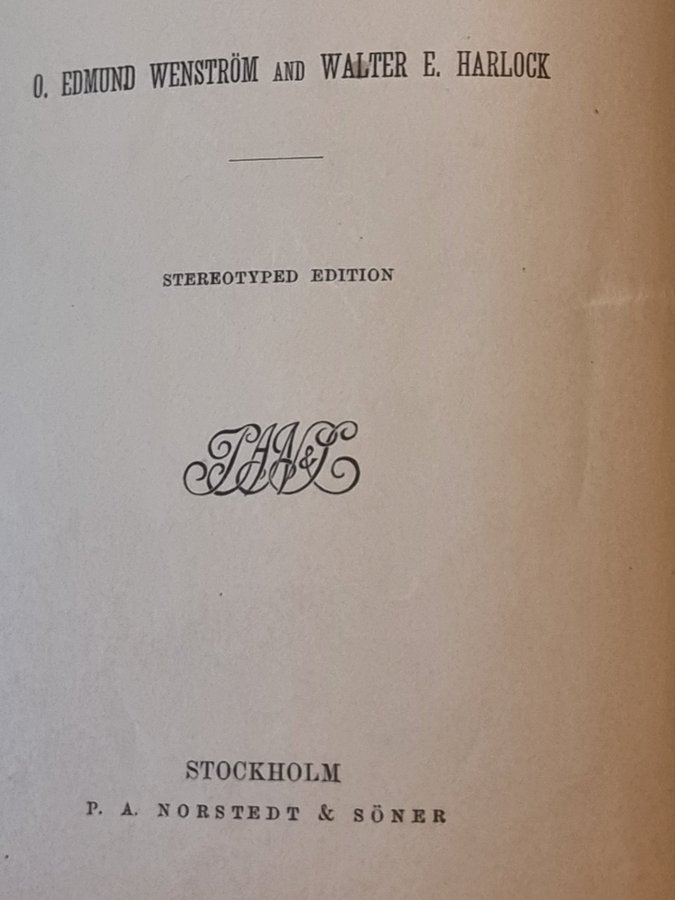 O. EDMUND WENSTRÖM AND WALTER E. HARLOCK
STEREOTYPED EDITION
P A N & S
STOCKHOLM
P. A. NORSTEDT & SÖNER